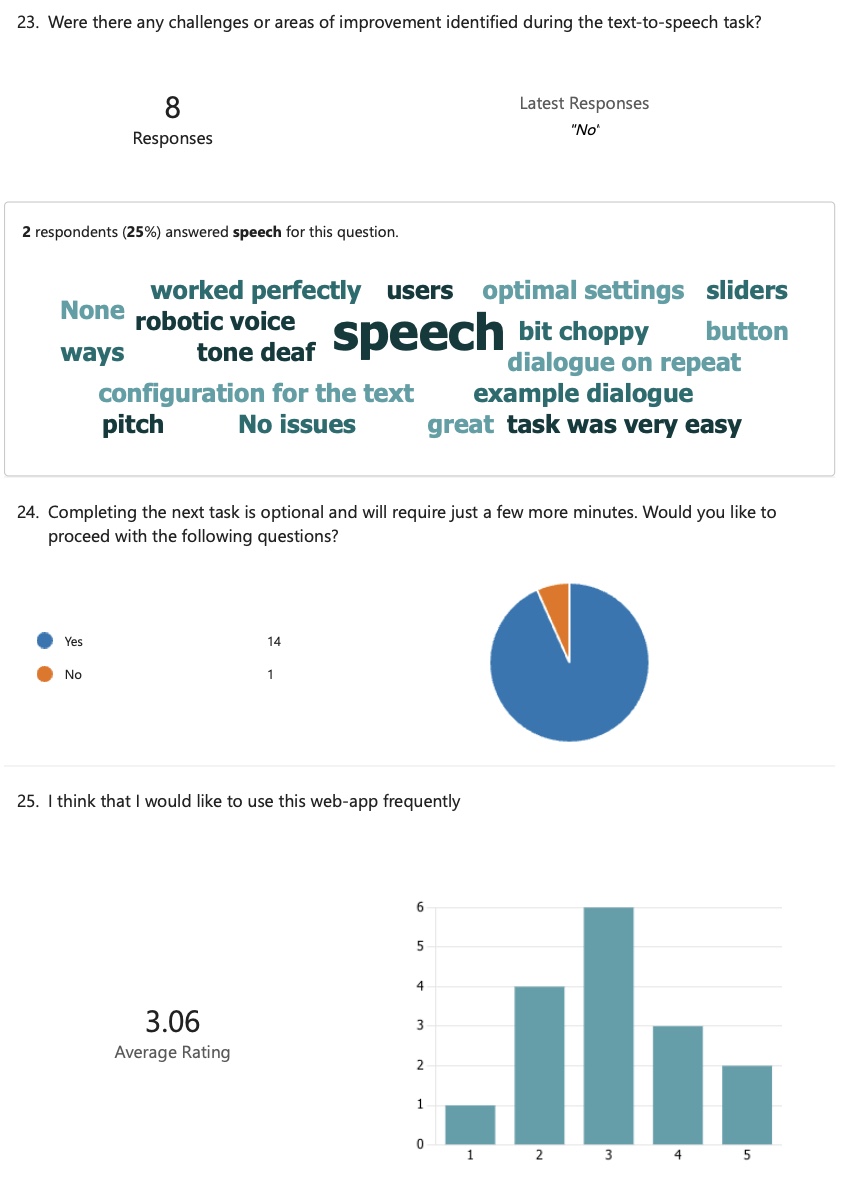 23. Were there any challenges or areas of improvement identified during the text-to-speech task?
8
Responses
Latest Responses
"No"
2 respondents (25%) answered speech for this question.
worked perfectly users optimal settings sliders
None
robotic voice speech bit choppy button
ways tone deaf dialogue on repeat
configuration for the text example dialogue
pitch No issues great task was very easy
24. Completing the next task is optional and will require just a few more minutes. Would you like to
proceed with the following questions?
Yes 14
No 1
25. I think that I would like to use this web-app frequently
3.06
Average Rating
6
5
4
3
2
1
0
1 2 3 4 5